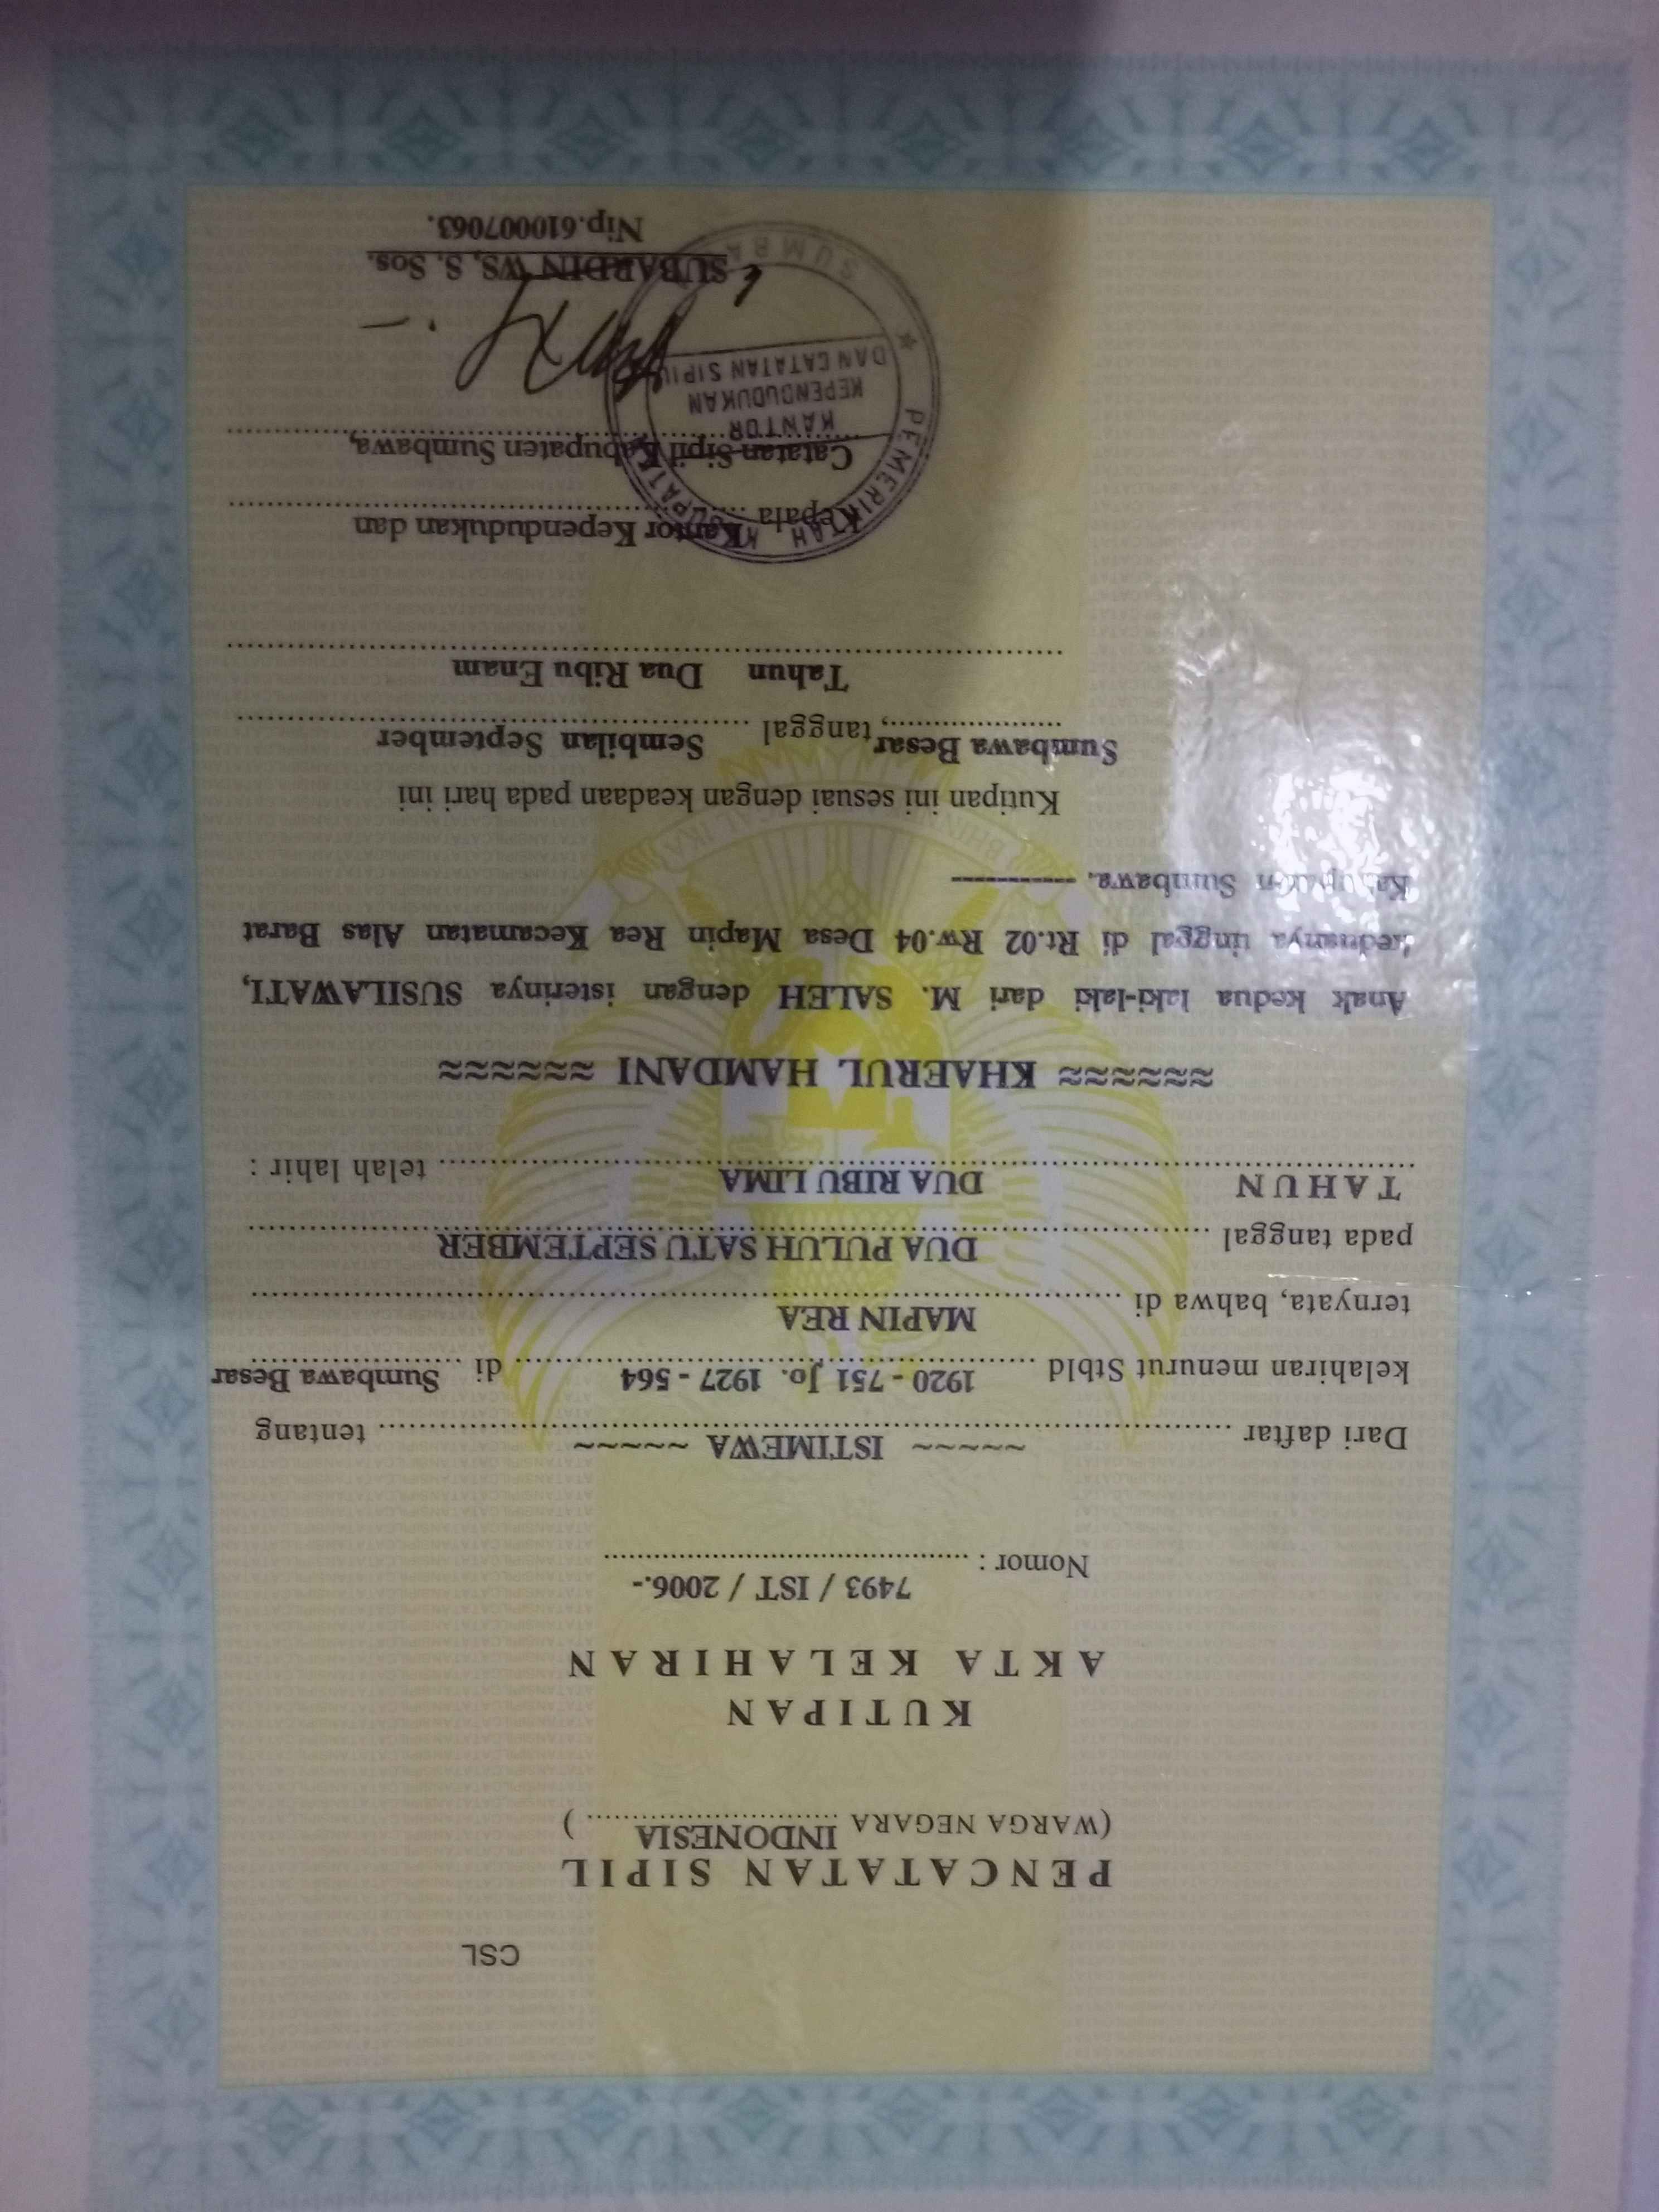 CSL
PENCATATAN SIPIL
(WARGA NEGARA INDONESIA )
KUTIPAN
AKTA KELAHIRAN
Nomor : 7493 / IST / 2006.-
Dari daftar ~~~~~ ISTIMEWA ~~~~~ tentang
kelahiran menurut Stbld 1920 - 751 Jo. 1927 - 564 di Sumbawa Besar
ternyata, bahwa di MAPIN REA
pada tanggal DUA PULUH SATU SEPTEMBER
TAHUN DUA RIBU LIMA telah lahir :
≈≈≈≈≈≈ KHAERUL HAMDANI ≈≈≈≈≈≈
Anak kedua laki-laki dari M. SALEH dengan isterinya SUSILAWATI,
keduanya tinggal di Rt.02 Rw.04 Desa Mapin Rea Kecamatan Alas Barat
Kabupaten Sumbawa. ----------
Kutipan ini sesuai dengan keadaan pada hari ini
Sumbawa Besar, tanggal Sembilan September
Tahun Dua Ribu Enam
Kepala Kantor Kependudukan dan
Catatan Sipil Kabupaten Sumbawa,
PEMERINTAH KABUPATEN
KANTOR
KEPENDUDUKAN
DAN CATATAN SIPIL
SUBARDIN WS, S. Sos.
Nip.610007063.